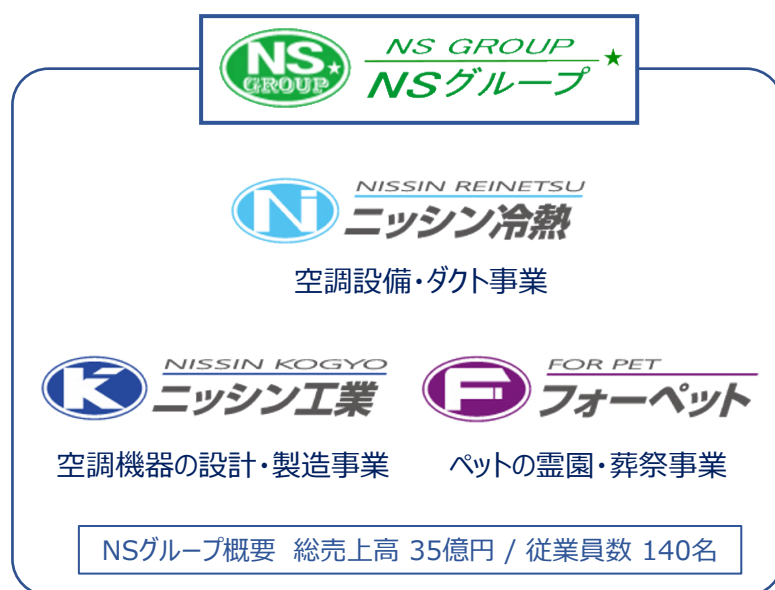 NS
GROUP
NS GROUP
NSグループ
Ni
NISSIN REINETSU
ニッシン冷熱
空調設備・ダクト事業
K
NISSIN KOGYO
ニッシン工業
空調機器の設計・製造事業
F
FOR PET
フォーペット
ペットの霊園・葬祭事業
NSグループ概要 総売上高 35億円 / 従業員数 140名